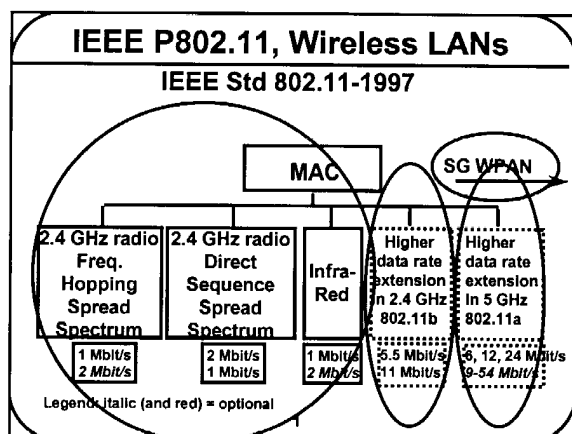 IEEE P802.11, Wireless LANs
IEEE Std 802.11-1997
MAC
SG WPAN
2.4 GHz radio
Freq.
Hopping
Spread
Spectrum
1 Mbit/s
2 Mbit/s
2.4 GHz radio
Direct
Sequence
Spread
Spectrum
2 Mbit/s
1 Mbit/s
Infra-
Red
1 Mbit/s
2 Mbit/s
Higher
data rate
extension
in 2.4 GHz
802.11b
5.5 Mbit/s
11 Mbit/s
Higher
data rate
extension
In 5 GHz
802.11a
6, 12, 24 Mbit/s
9-54 Mbit/s
Legend: italic (and red) = optional